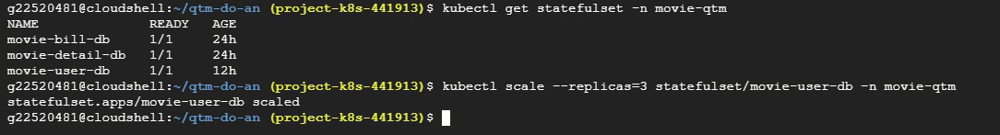 g22520481@cloudshell:~/qtm-do-an (project-k8s-441913)$ kubectl get statefulset -n movie-qtm
NAME READY AGE
movie-bill-db 1/1 24h
movie-detail-db 1/1 24h
movie-user-db 1/1 12h
g22520481@cloudshell:~/qtm-do-an (project-k8s-441913)$ kubectl scale --replicas=3 statefulset/movie-user-db -n movie-qtm
statefulset.apps/movie-user-db scaled
g22520481@cloudshell:~/qtm-do-an (project-k8s-441913)$